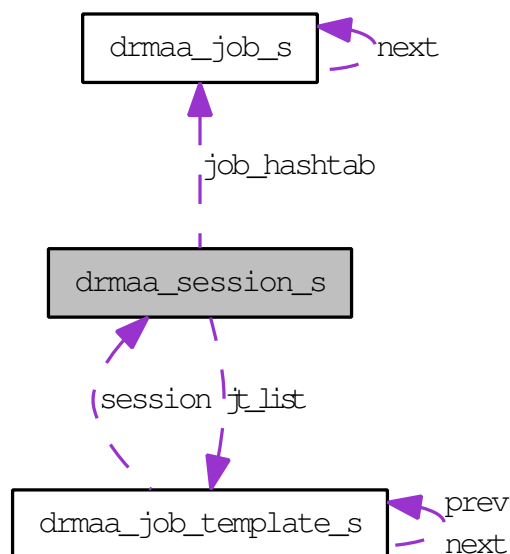 drmaa_job_s
next
job_hashtab
drmaa_session_s
session
jt_list
drmaa_job_template_s
prev
next